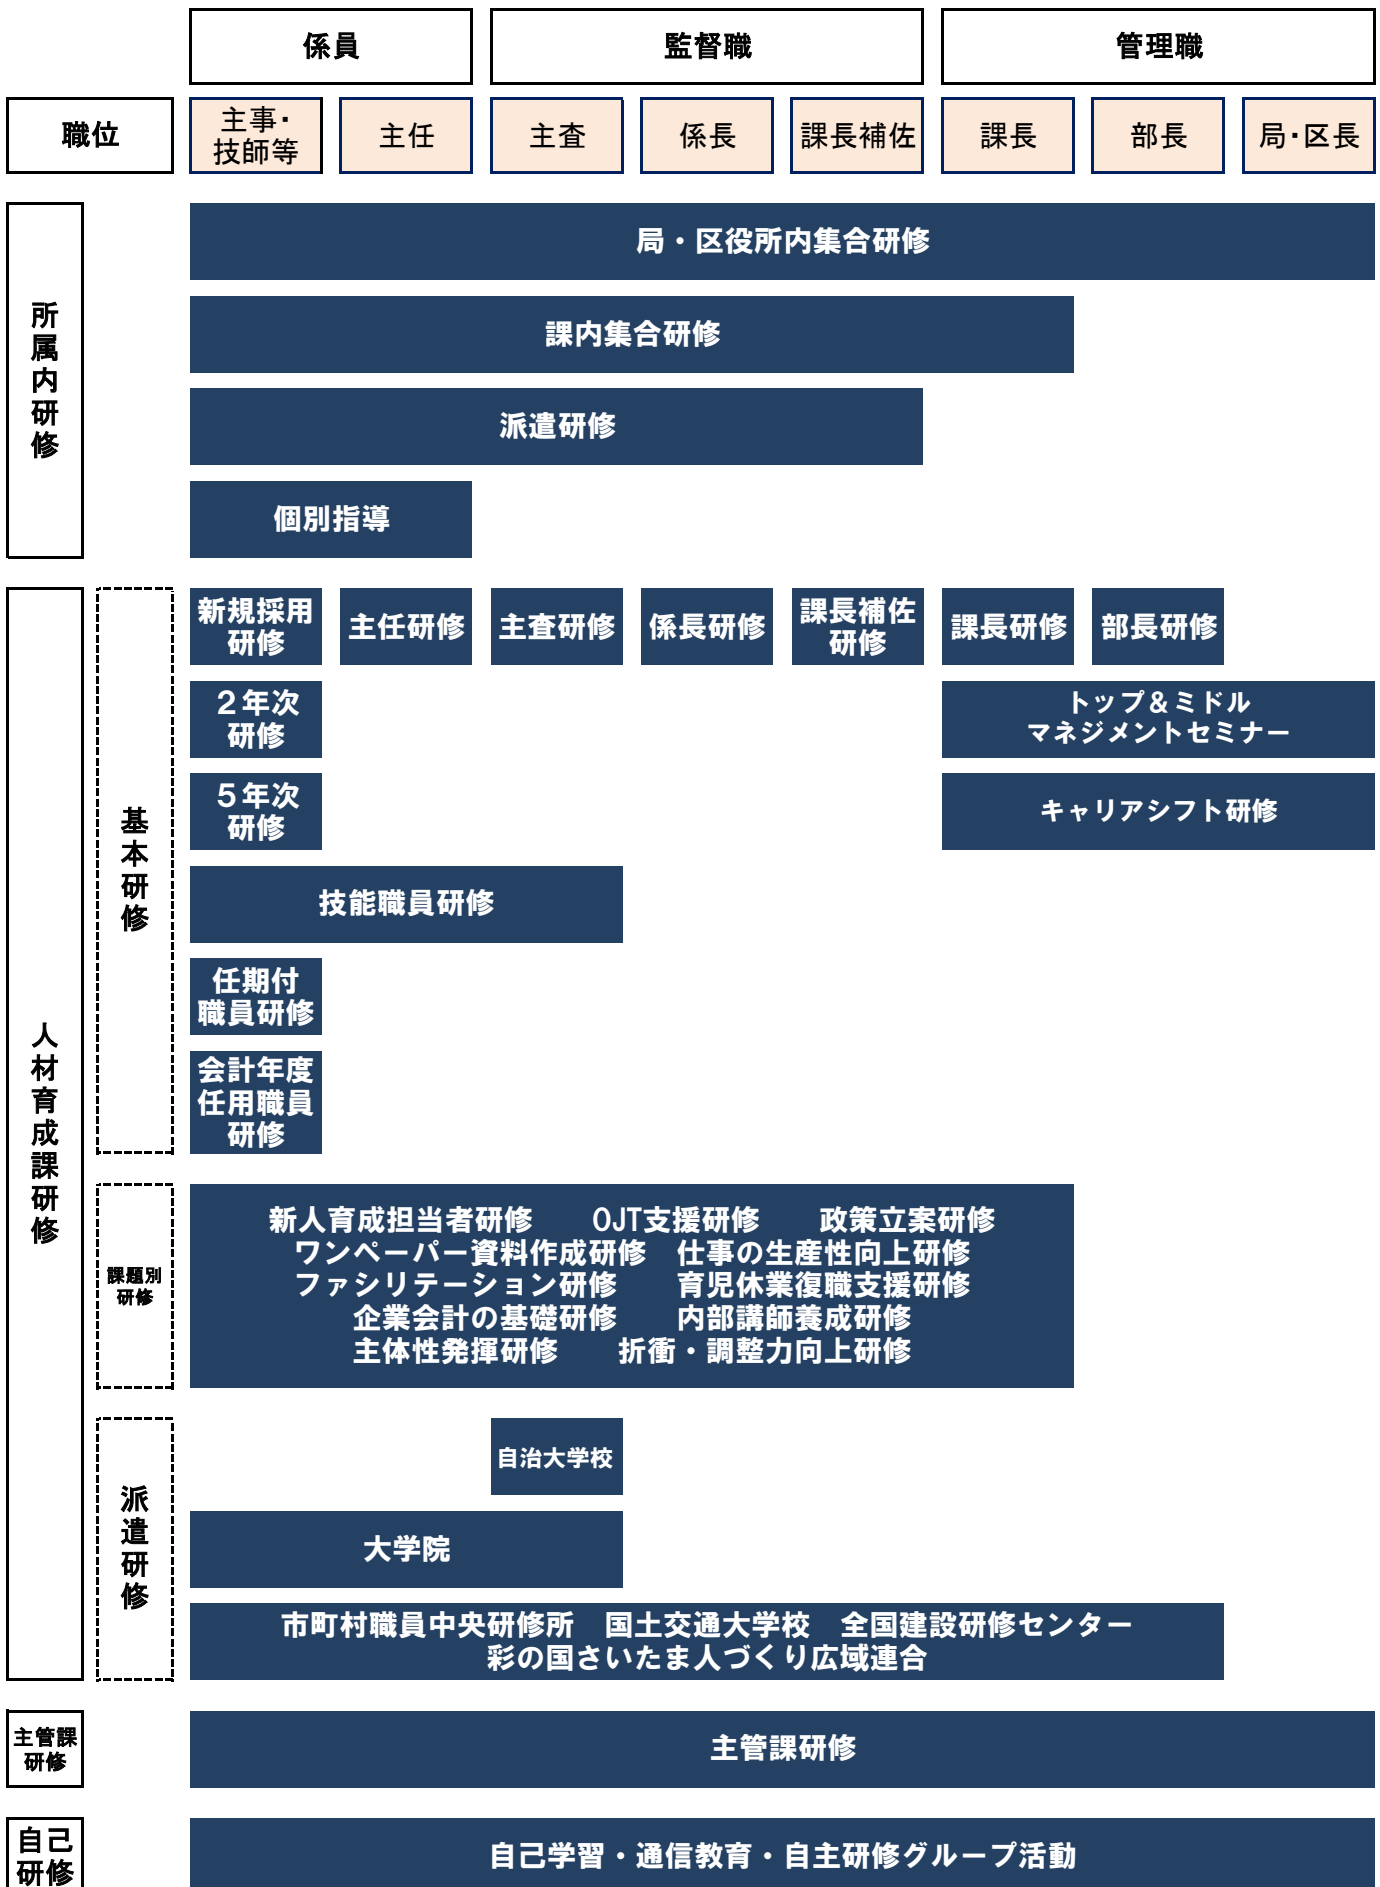 係員
監督職
管理職
職位
主事・
技師等
主任
主査
係長
課長補佐
課長
部長
局・区長
所属内研修
局・区役所内集合研修
課内集合研修
派遣研修
個別指導
人材育成課研修
基本研修
新規採用
研修
主任研修
主査研修
係長研修
課長補佐
研修
課長研修
部長研修
２年次
研修
トップ＆ミドル
マネジメントセミナー
５年次
研修
キャリアシフト研修
技能職員研修
任期付
職員研修
会計年度
任用職員
研修
課題別
研修
新人育成担当者研修　　OJT支援研修　　政策立案研修
ワンペーパー資料作成研修　仕事の生産性向上研修
ファシリテーション研修　　育児休業復職支援研修
企業会計の基礎研修　　内部講師養成研修
主体性発揮研修　　折衝・調整力向上研修
派遣研修
自治大学校
大学院
市町村職員中央研修所　国土交通大学校　全国建設研修センター
彩の国さいたま人づくり広域連合
主管課
研修
主管課研修
自己
研修
自己学習・通信教育・自主研修グループ活動